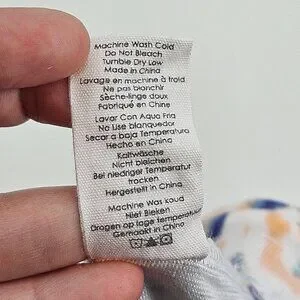 Machine Wash Cold
Do Not Bleach
Tumble Dry Low
Made in China
Lavage en machine à froid
Ne pas blanchir
Sèche-linge doux
Fabriqué en Chine
Lavar Con Aqua Fria
No Use blanquedor
Secar a baja Temperatura
Hecho en China
Kaltwäsche
Nicht bleichen
Bei niedriger Temperatur
trocken
Hergestellt in China
Machine Was koud
Niet Bleken
Drogen op lage temperatuur
Gemaakt in China